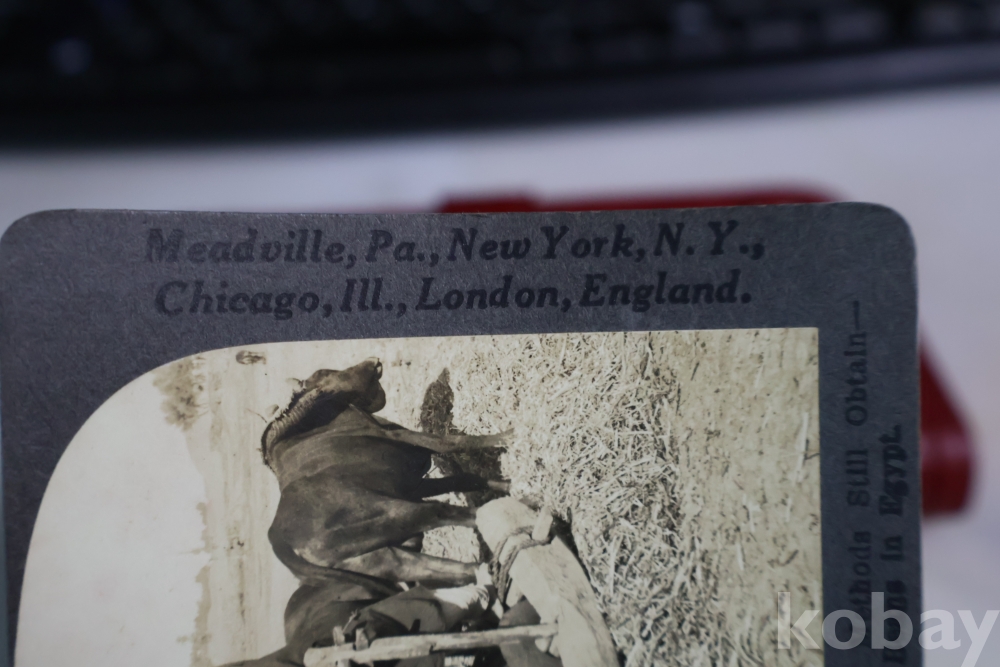 Meadville, Pa., New York, N. Y.,
Chicago, Ill., London, England.
Still Obtain—
in Egypt.
kobay